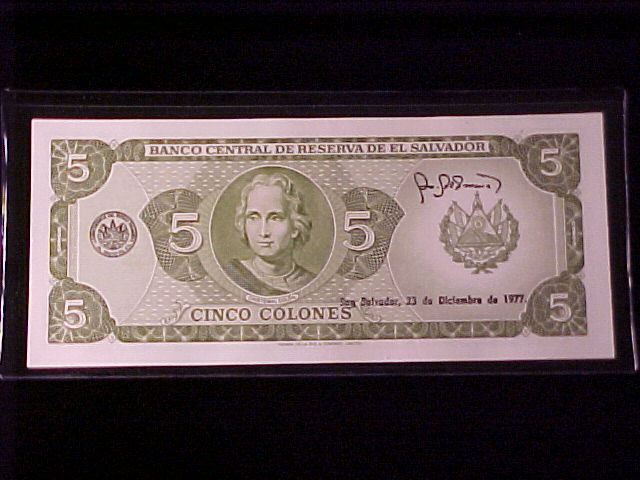 BANCO CENTRAL DE RESERVA DE EL SALVADOR
5 5
5 5
San Salvador, 23 de Diciembre de 1977.
5 5
CINCO COLONES